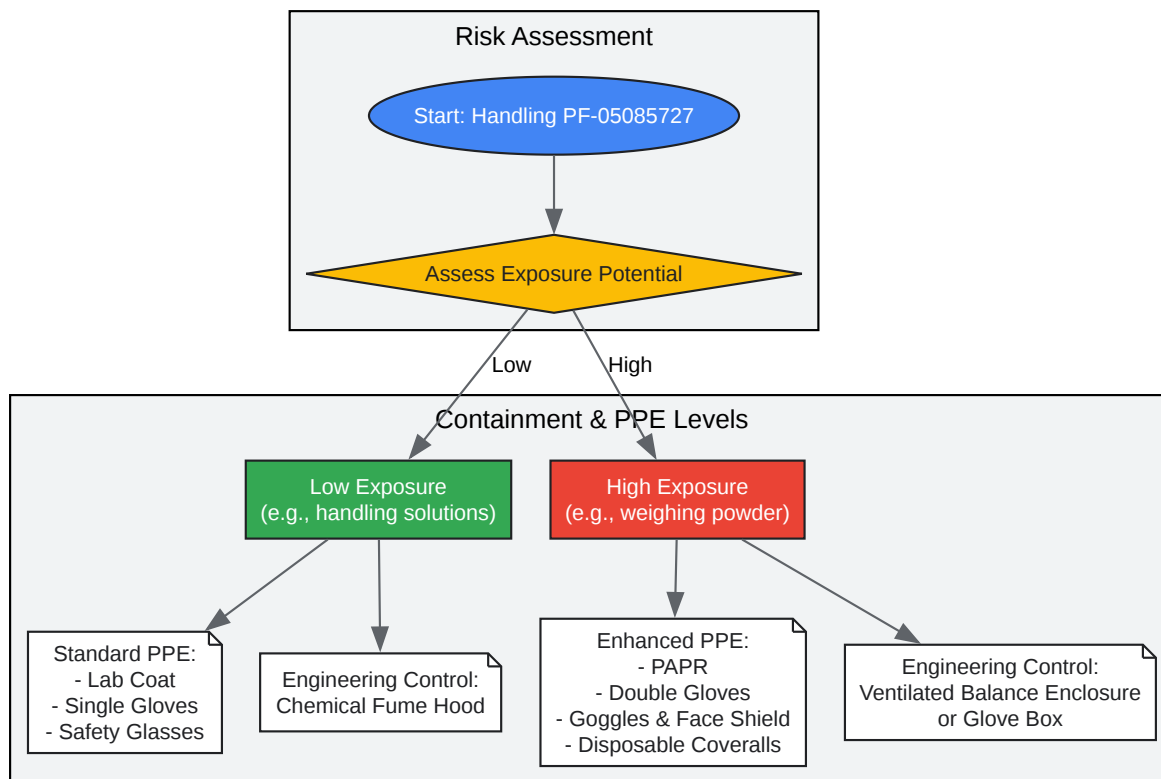 Risk Assessment
Start: Handling PF-05085727
Assess Exposure Potential
Low
High
Containment & PPE Levels
Low Exposure
(e.g., handling solutions)
High Exposure
(e.g., weighing powder)
Standard PPE:
- Lab Coat
- Single Gloves
- Safety Glasses
Engineering Control:
Chemical Fume Hood
Enhanced PPE:
- PAPR
- Double Gloves
- Goggles & Face Shield
- Disposable Coveralls
Engineering Control:
Ventilated Balance Enclosure
or Glove Box